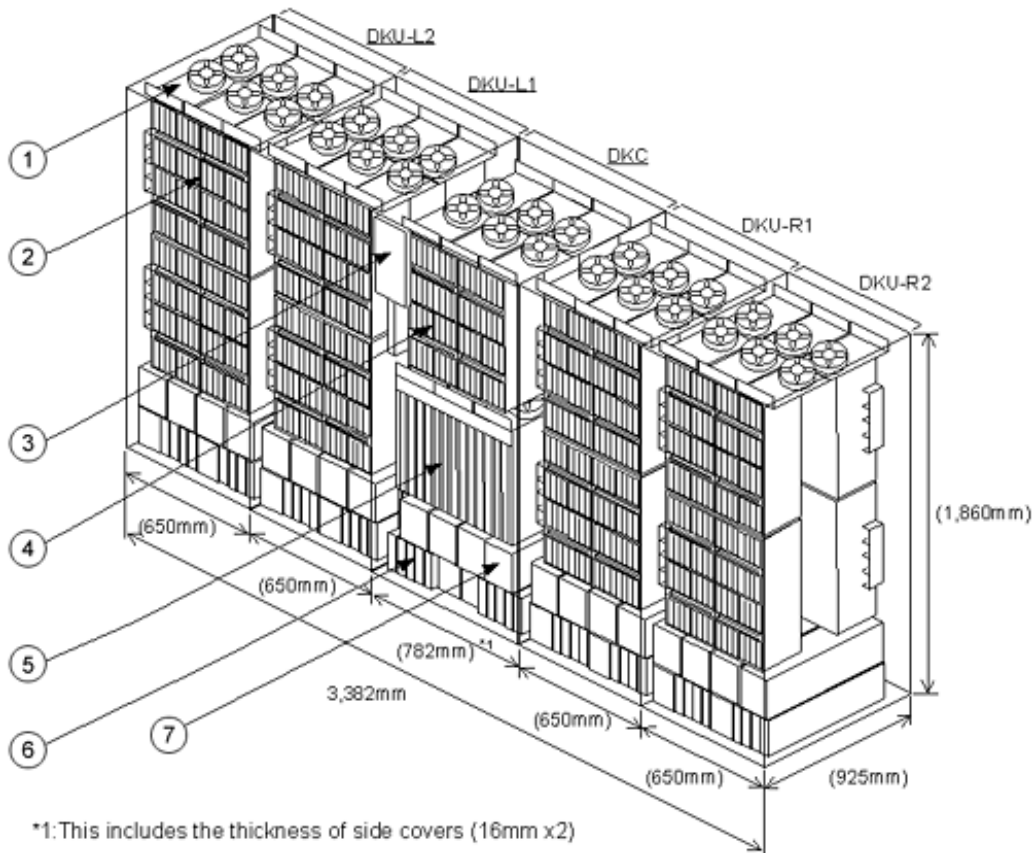 DKU-L2
DKU-L1
DKC
DKU-R1
DKU-R2
1
2
3
4
5
6
7
(650mm)
(650mm)
(782mm) *1
3,382mm
(650mm)
(650mm)
(925mm)
(1,860mm)
*1:This includes the thickness of side covers (16mm x2)